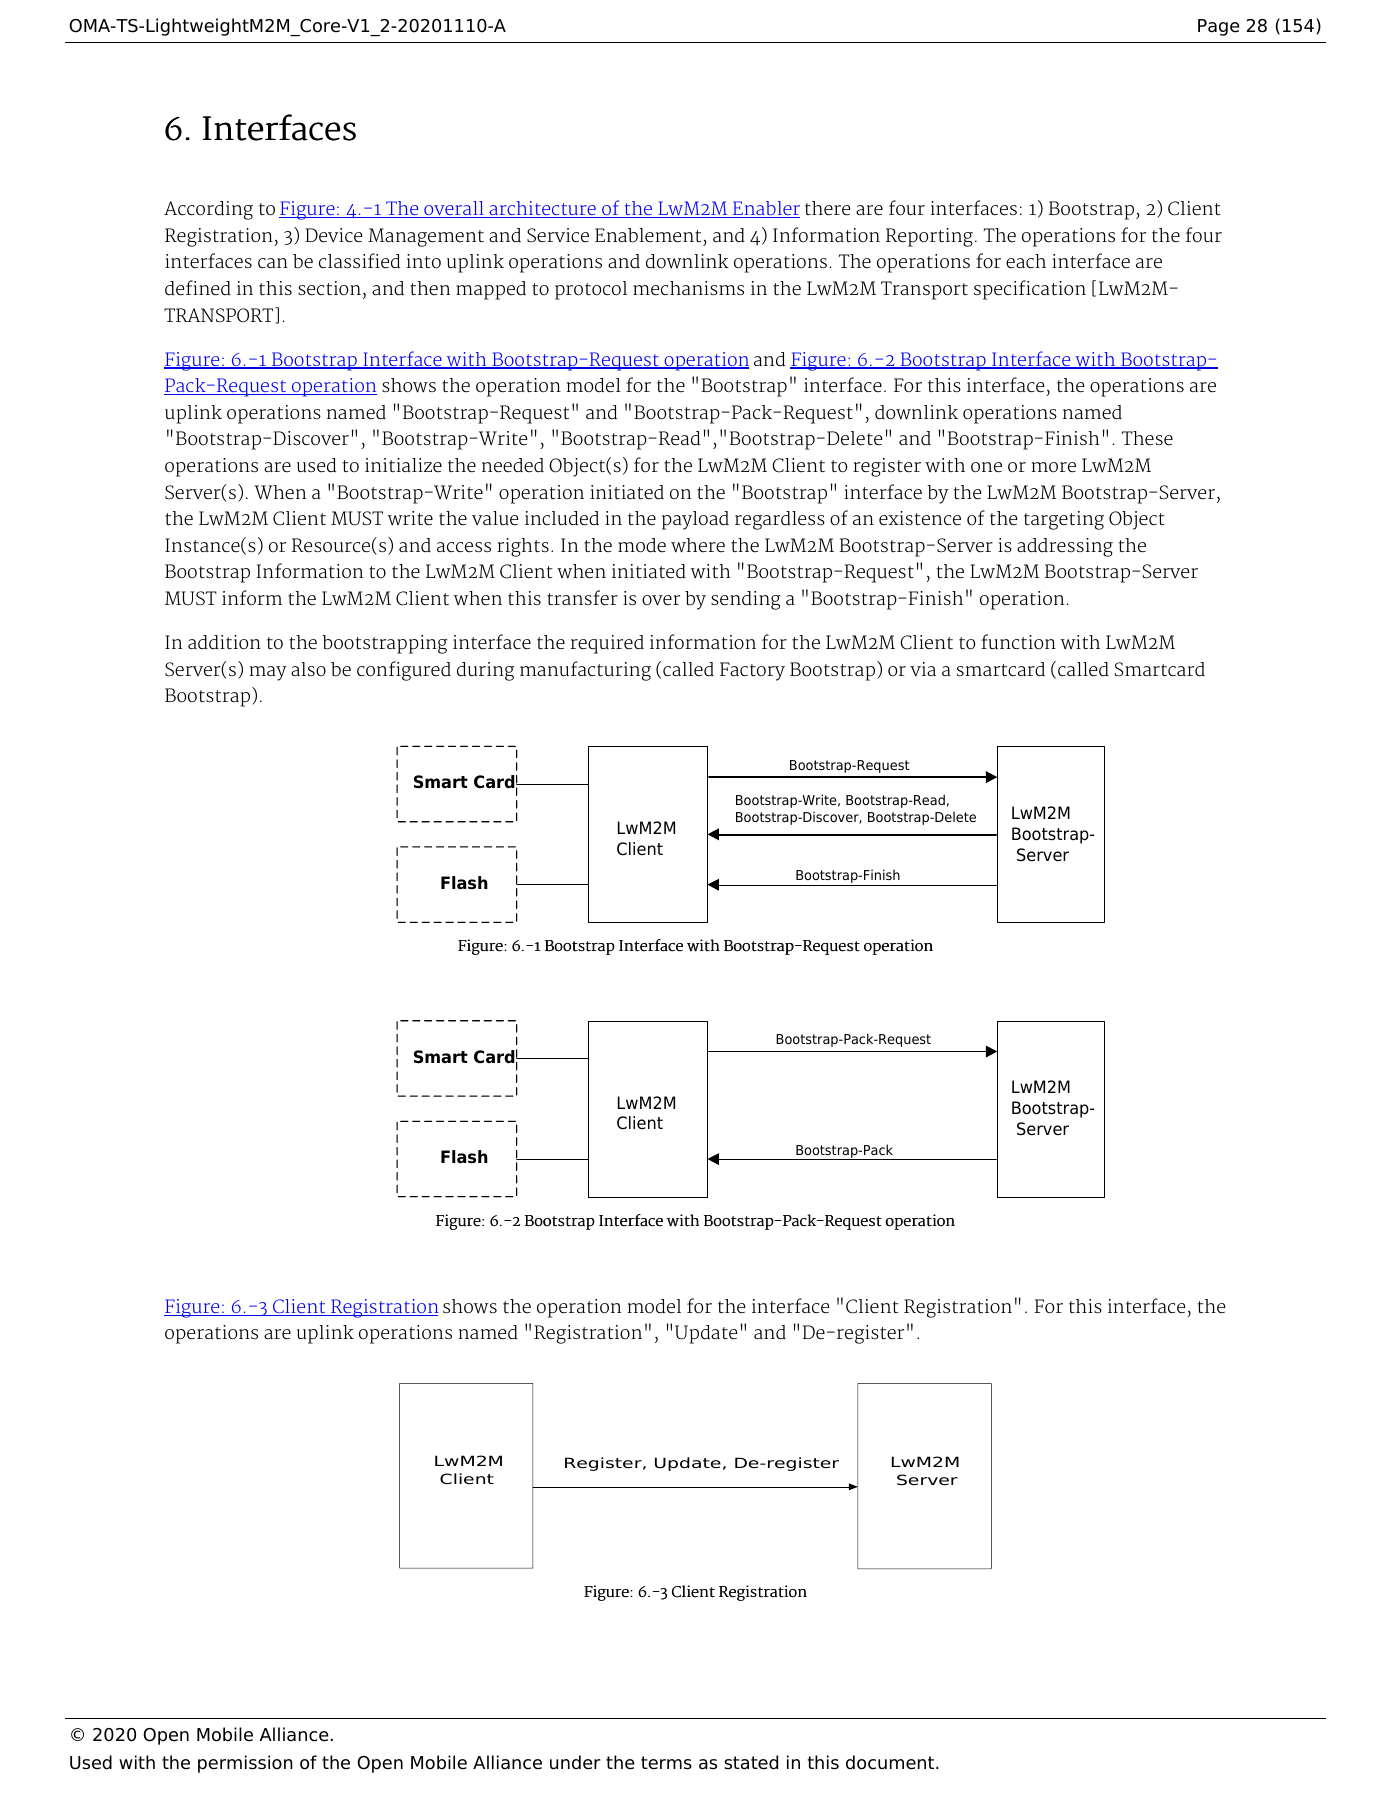 OMA-TS-LightweightM2M_Core-V1_2-20201110-A
Page 28 (154)
6. Interfaces
According to Figure: 4.-1 The overall architecture of the LwM2M Enabler there are four interfaces: 1) Bootstrap, 2) Client
Registration, 3) Device Management and Service Enablement, and 4) Information Reporting. The operations for the four
interfaces can be classified into uplink operations and downlink operations. The operations for each interface are
defined in this section, and then mapped to protocol mechanisms in the LwM2M Transport specification [LwM2M-
TRANSPORT].
Figure: 6.-1 Bootstrap Interface with Bootstrap-Request operation and Figure: 6.-2 Bootstrap Interface with Bootstrap-
Pack-Request operation shows the operation model for the "Bootstrap" interface. For this interface, the operations are
uplink operations named "Bootstrap-Request" and "Bootstrap-Pack-Request", downlink operations named
"Bootstrap-Discover", "Bootstrap-Write", "Bootstrap-Read","Bootstrap-Delete" and "Bootstrap-Finish". These
operations are used to initialize the needed Object(s) for the LwM2M Client to register with one or more LwM2M
Server(s). When a "Bootstrap-Write" operation initiated on the "Bootstrap" interface by the LwM2M Bootstrap-Server,
the LwM2M Client MUST write the value included in the payload regardless of an existence of the targeting Object
Instance(s) or Resource(s) and access rights. In the mode where the LwM2M Bootstrap-Server is addressing the
Bootstrap Information to the LwM2M Client when initiated with "Bootstrap-Request", the LwM2M Bootstrap-Server
MUST inform the LwM2M Client when this transfer is over by sending a "Bootstrap-Finish" operation.
In addition to the bootstrapping interface the required information for the LwM2M Client to function with LwM2M
Server(s) may also be configured during manufacturing (called Factory Bootstrap) or via a smartcard (called Smartcard
Bootstrap).
Smart Card
Flash
LwM2M
Client
Bootstrap-Request
Bootstrap-Write, Bootstrap-Read,
Bootstrap-Discover, Bootstrap-Delete
Bootstrap-Finish
LwM2M
Bootstrap-
Server
Figure: 6.-1 Bootstrap Interface with Bootstrap-Request operation
Smart Card
Flash
LwM2M
Client
Bootstrap-Pack-Request
Bootstrap-Pack
LwM2M
Bootstrap-
Server
Figure: 6.-2 Bootstrap Interface with Bootstrap-Pack-Request operation
Figure: 6.-3 Client Registration shows the operation model for the interface "Client Registration". For this interface, the
operations are uplink operations named "Registration", "Update" and "De-register".
LwM2M
Client
Register, Update, De-register
LwM2M
Server
Figure: 6.-3 Client Registration
© 2020 Open Mobile Alliance.
Used with the permission of the Open Mobile Alliance under the terms as stated in this document.